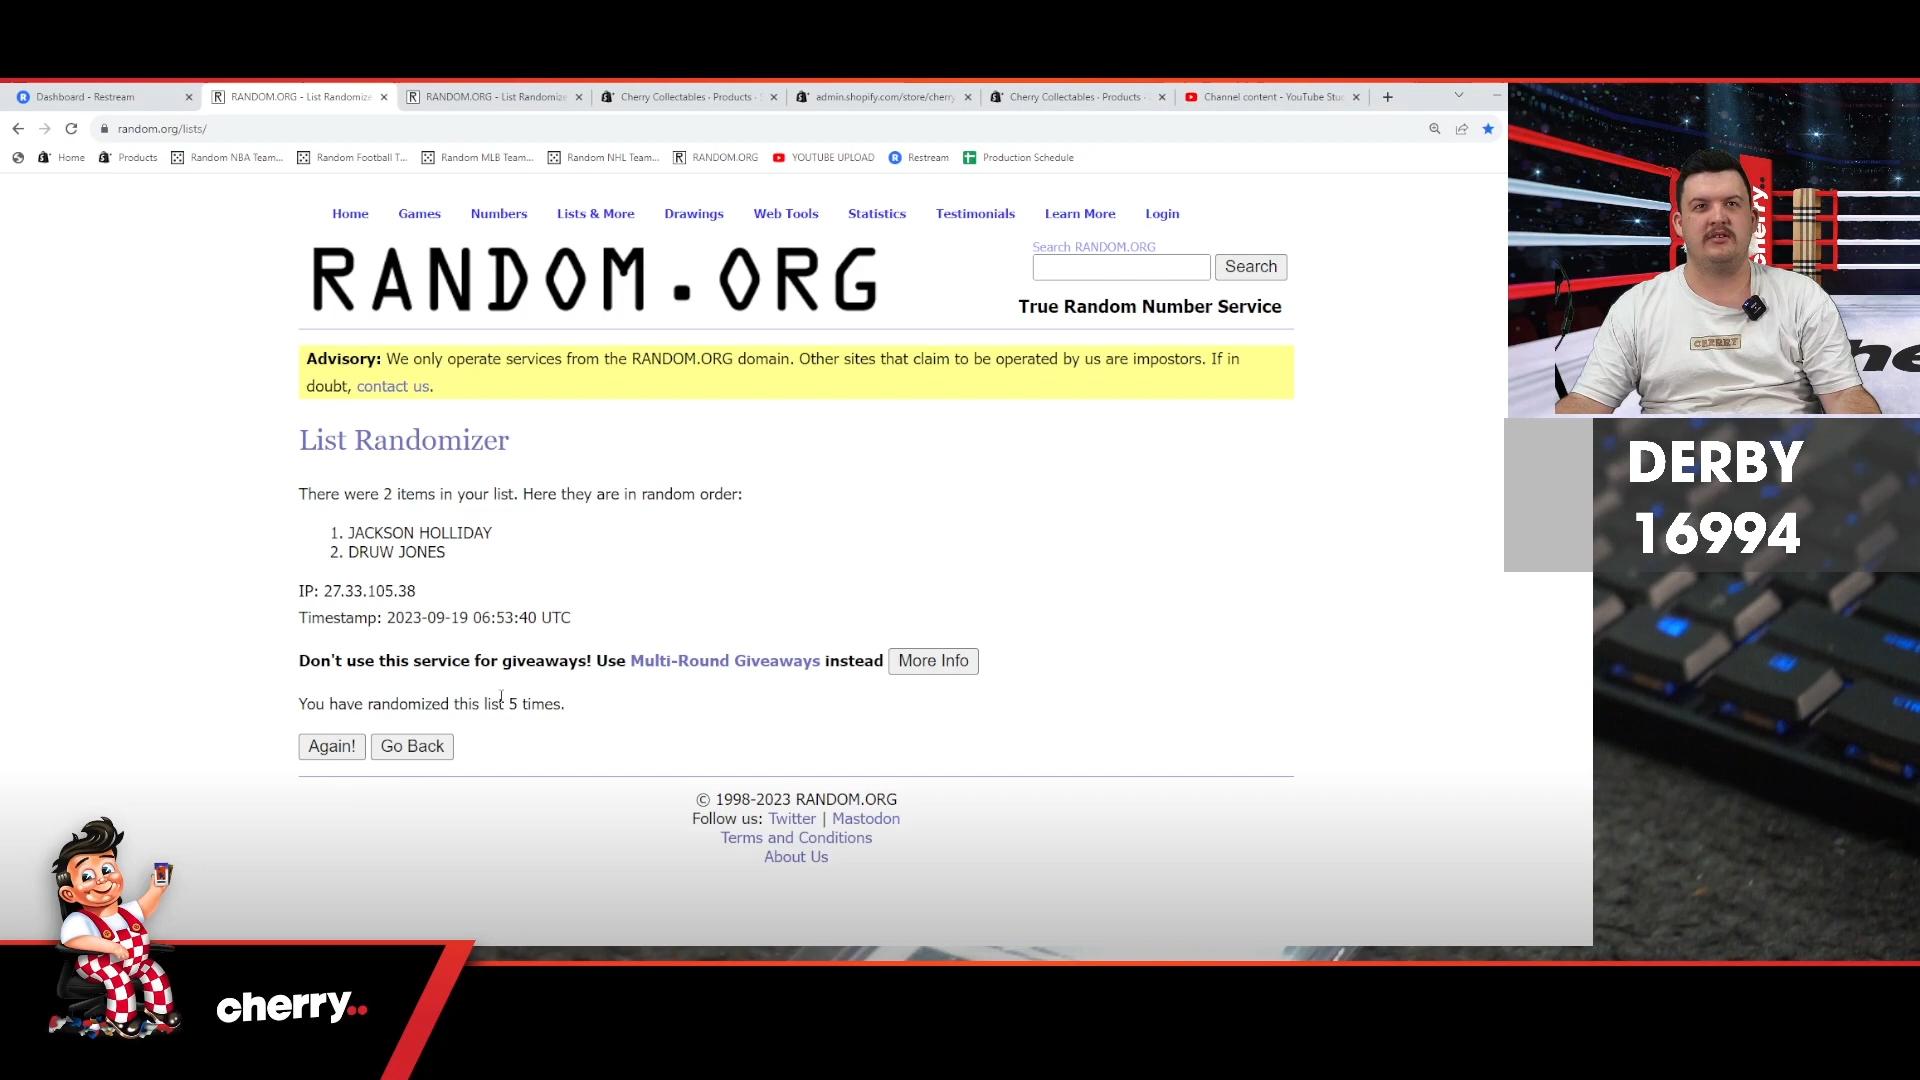 Dashboard - Restream
RANDOM.ORG - List Randomize
RANDOM.ORG - List Randomize
Cherry Collectables · Products ·
admin.shopify.com/store/cherry
Cherry Collectables · Products ·
Channel content - YouTube Stu
random.org/lists/
Home
Products
Random NBA Team...
Random Football T...
Random MLB Team...
Random NHL Team...
RANDOM.ORG
YOUTUBE UPLOAD
Restream
Production Schedule
Home Games Numbers Lists & More Drawings Web Tools Statistics Testimonials Learn More Login
RANDOM.ORG
Search RANDOM.ORG
Search
True Random Number Service
Advisory: We only operate services from the RANDOM.ORG domain. Other sites that claim to be operated by us are impostors. If in
doubt, contact us.
List Randomizer
There were 2 items in your list. Here they are in random order:
1. JACKSON HOLLIDAY
2. DRUW JONES
IP: 27.33.105.38
Timestamp: 2023-09-19 06:53:40 UTC
Don't use this service for giveaways! Use Multi-Round Giveaways instead More Info
You have randomized this list 5 times.
Again! Go Back
© 1998-2023 RANDOM.ORG
Follow us: Twitter | Mastodon
Terms and Conditions
About Us
cherry..
CHERRY
he
DERBY
16994
cherry..